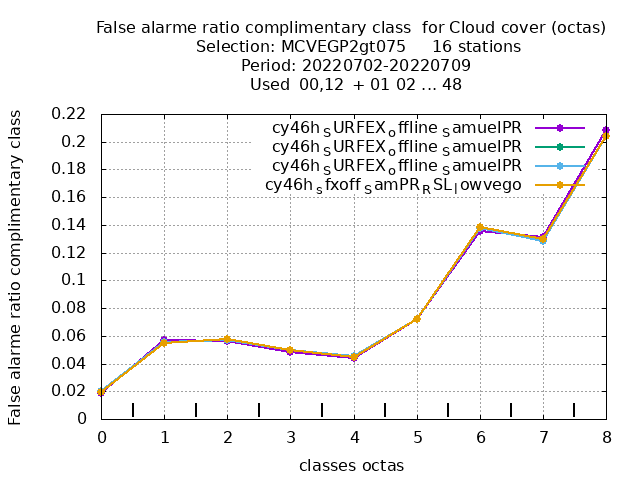 False alarme ratio complimentary class  for Cloud cover (octas)
Selection: MCVEGP2gt075     16 stations
Period: 20220702-20220709
Used  00,12  + 01 02 ... 48
False alarme ratio complimentary class
0.22
0.2
0.18
0.16
0.14
0.12
0.1
0.08
0.06
0.04
0.02
0
cy46h_SURFEX_offline_SamuelPR
cy46h_SURFEX_offline_SamuelPR
cy46h_SURFEX_offline_SamuelPR
cy46h_sfxoff_SamPR_RSL_lowvego
0 1 2 3 4 5 6 7 8
classes octas